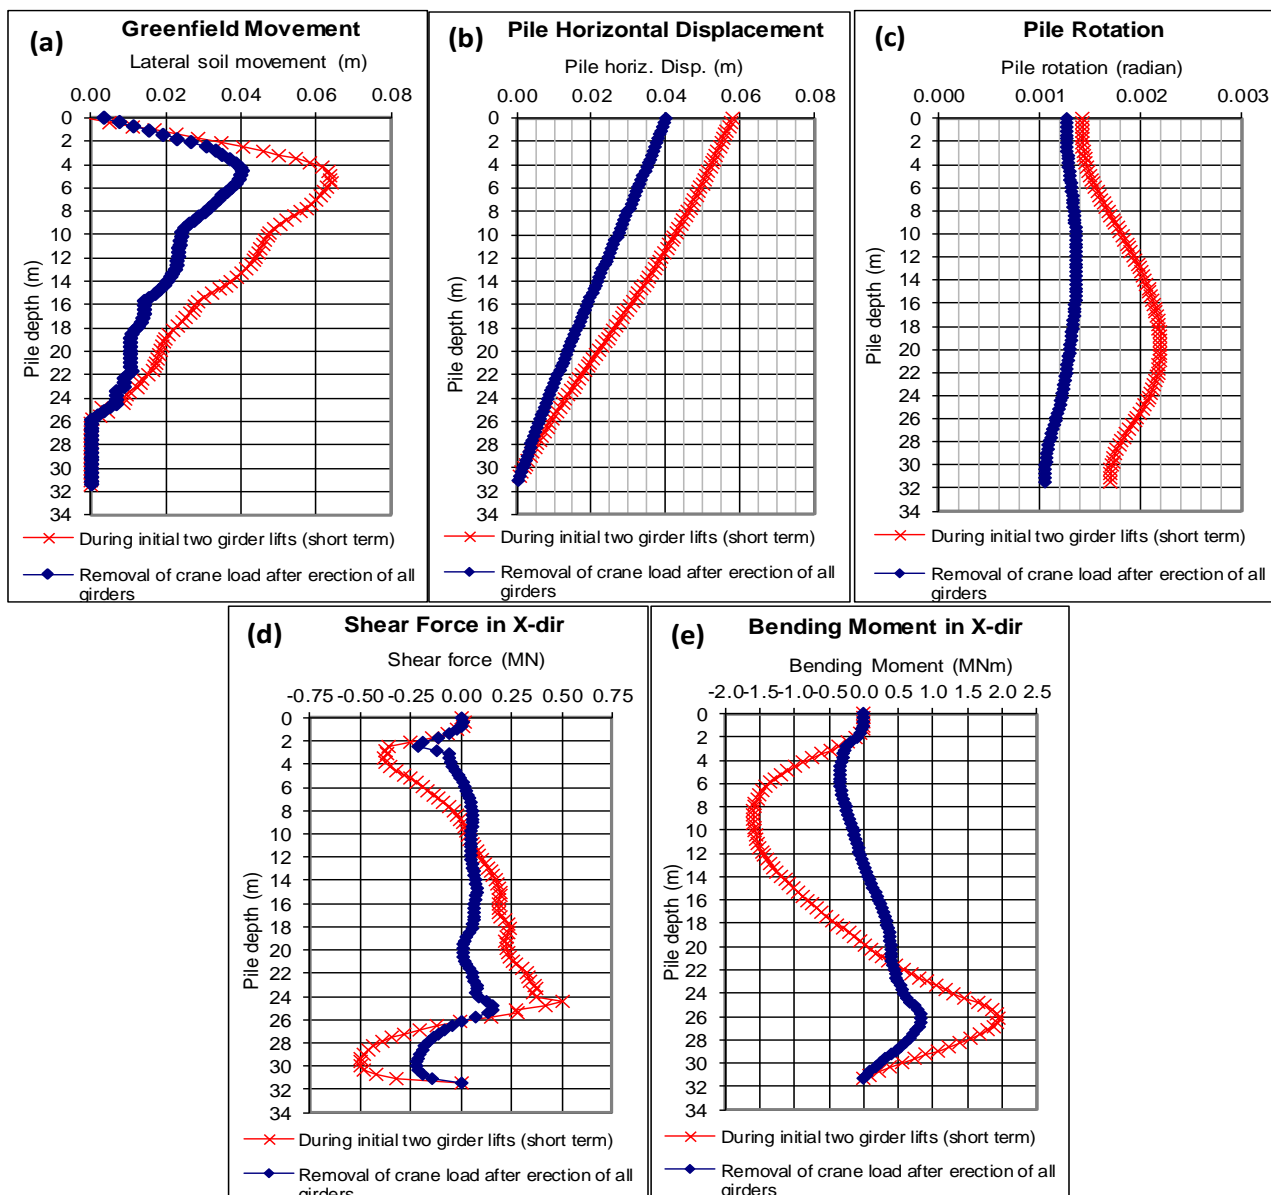 (a)
Greenfield Movement
Lateral soil movement (m)
0.00 0.02 0.04 0.06 0.08
0
2
4
6
8
10
12
14
16
18
20
22
24
26
28
30
32
34
Pile depth (m)
During initial two girder lifts (short term)
Removal of crane load after erection of all
girders
(b)
Pile Horizontal Displacement
Pile horiz. Disp. (m)
0.00 0.02 0.04 0.06 0.08
0
2
4
6
8
10
12
14
16
18
20
22
24
26
28
30
32
34
Pile depth (m)
During initial two girder lifts (short term)
Removal of crane load after erection of all
girders
(c)
Pile Rotation
Pile rotation (radian)
0.000 0.001 0.002 0.003
0
2
4
6
8
10
12
14
16
18
20
22
24
26
28
30
32
34
Pile depth (m)
During initial two girder lifts (short term)
Removal of crane load after erection of all
girders
(d)
Shear Force in X-dir
Shear force (MN)
-0.75 -0.50 -0.25 0.00 0.25 0.50 0.75
0
2
4
6
8
10
12
14
16
18
20
22
24
26
28
30
32
34
Pile depth (m)
During initial two girder lifts (short term)
Removal of crane load after erection of all
girders
(e)
Bending Moment in X-dir
Bending Moment (MNm)
-2.0 -1.5 -1.0 -0.5 0.0 0.5 1.0 1.5 2.0 2.5
0
2
4
6
8
10
12
14
16
18
20
22
24
26
28
30
32
34
Pile depth (m)
During initial two girder lifts (short term)
Removal of crane load after erection of all
girders